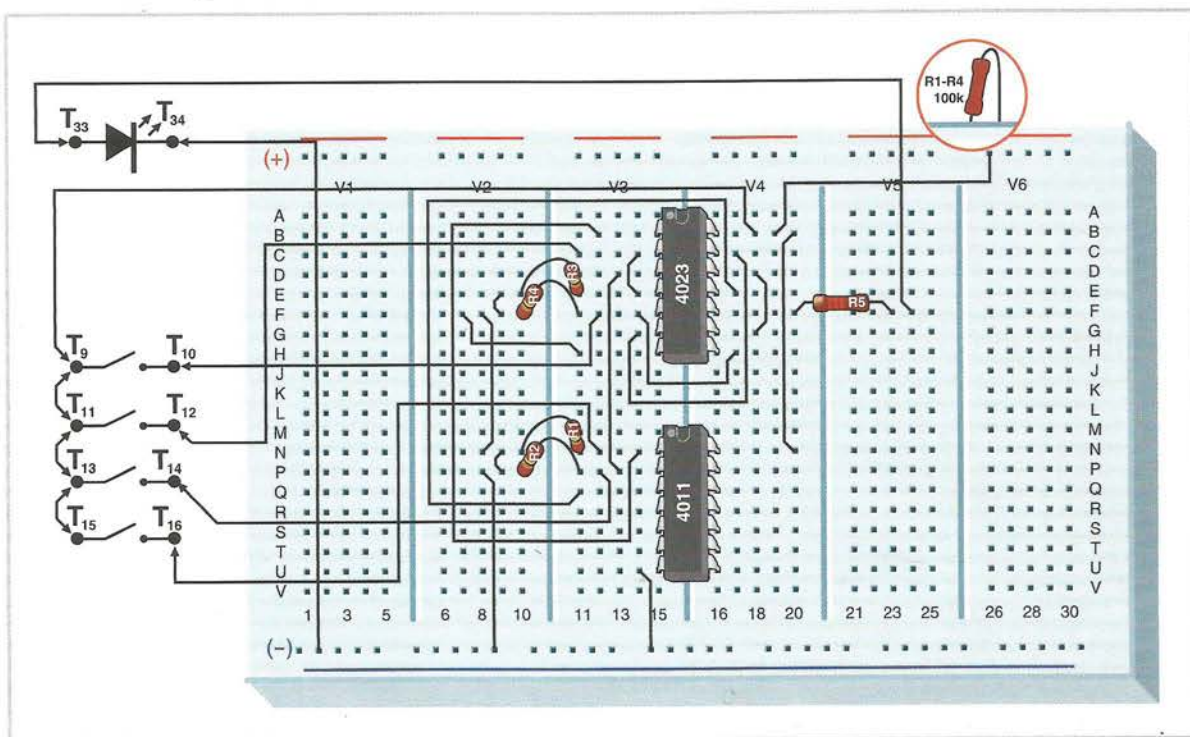 R1-R4
100k
T33
T34
(+)
V1 V2 V3 V4 V5 V6
A A
B B
C C
D D
E E
F F
G G
H H
J J
K K
L L
M M
N N
P P
Q Q
R R
S S
T T
U U
V V
R3
R4
4023
R5
T9 T10
T11 T12
R1
R2
T13 T14
4011
T15 T16
1 3 5 6 8 10 11 13 15 16 18 20 21 23 25 26 28 30
(−)